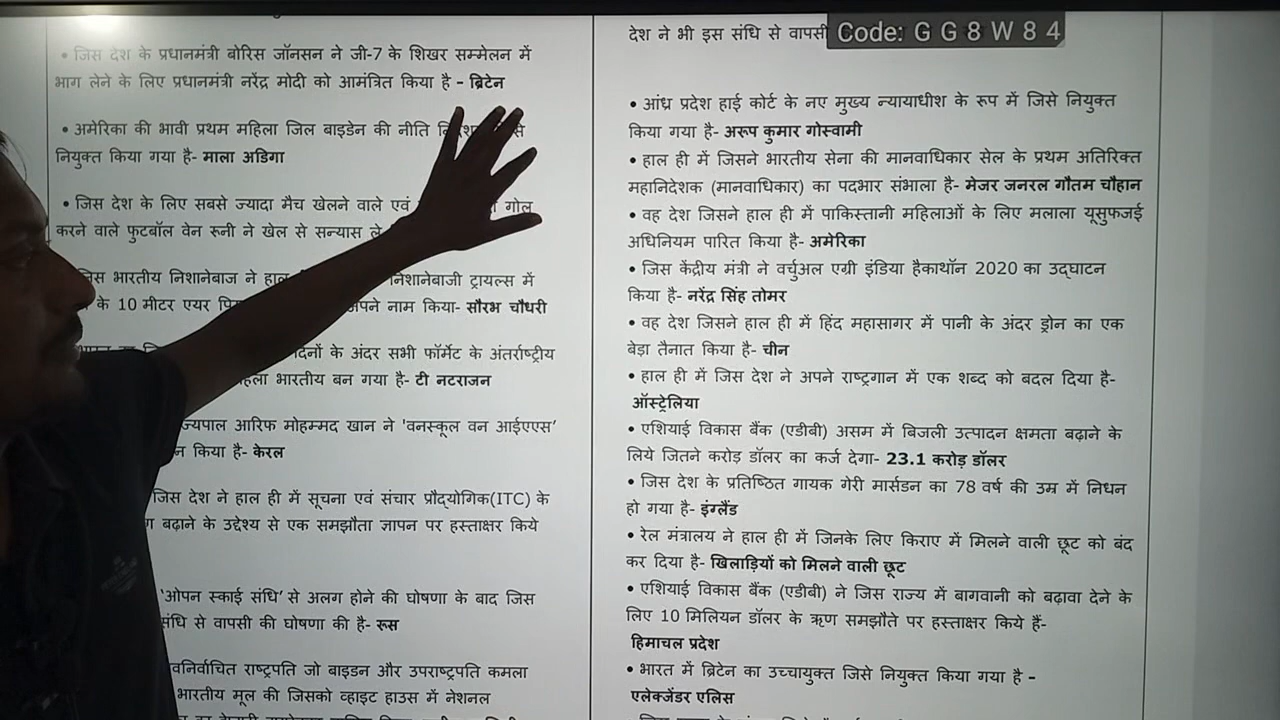 • जिस देश के प्रधानमंत्री बोरिस जॉनसन ने जी-7 के शिखर सम्मेलन में
भाग लेने के लिए प्रधानमंत्री नरेंद्र मोदी को आमंत्रित किया है - ब्रिटेन
• अमेरिका की भावी प्रथम महिला जिल बाइडेन की नीति
नियुक्त किया गया है- माला अडिगा
• जिस देश के लिए सबसे ज्यादा मैच खेलने वाले एवं गोल
करने वाले फुटबॉल वेन रूनी ने खेल से सन्यास ले
भारतीय निशानेबाज ने हाल निशानेबाजी ट्रायल्स में
के 10 मीटर एयर अपने नाम किया- सौरभ चौधरी
के अंदर सभी फॉर्मेट के अंतर्राष्ट्रीय
भारतीय बन गया है- टी नटराजन
आरिफ मोहम्मद खान ने 'वनस्कूल वन आईएएस’
किया है- केरल
जिस देश ने हाल ही में सूचना एवं संचार प्रौद्योगिक(ITC) के
बढ़ाने के उद्देश्य से एक समझौता ज्ञापन पर हस्ताक्षर किये
‘ओपन स्काई संधि’ से अलग होने की घोषणा के बाद जिस
संधि से वापसी की घोषणा की है- रूस
राष्ट्रपति जो बाइडन और उपराष्ट्रपति कमला
भारतीय मूल की जिसको व्हाइट हाउस में नेशनल
देश ने भी इस संधि से वापसी
Code: G G 8 W 8 4
• आंध्र प्रदेश हाई कोर्ट के नए मुख्य न्यायाधीश के रूप में जिसे नियुक्त
किया गया है- अरूप कुमार गोस्वामी
• हाल ही में जिसने भारतीय सेना की मानवाधिकार सेल के प्रथम अतिरिक्त
महानिदेशक (मानवाधिकार) का पदभार संभाला है- मेजर जनरल गौतम चौहान
• वह देश जिसने हाल ही में पाकिस्तानी महिलाओं के लिए मलाला यूसुफजई
अधिनियम पारित किया है- अमेरिका
• जिस केंद्रीय मंत्री ने वर्चुअल एग्री इंडिया हैकाथॉन 2020 का उद्घाटन
किया है- नरेंद्र सिंह तोमर
• वह देश जिसने हाल ही में हिंद महासागर में पानी के अंदर ड्रोन का एक
बेड़ा तैनात किया है- चीन
• हाल ही में जिस देश ने अपने राष्ट्रगान में एक शब्द को बदल दिया है-
ऑस्ट्रेलिया
• एशियाई विकास बैंक (एडीबी) असम में बिजली उत्पादन क्षमता बढ़ाने के
लिये जितने करोड़ डॉलर का कर्ज देगा- 23.1 करोड़ डॉलर
• जिस देश के प्रतिष्ठित गायक गेरी मार्सडन का 78 वर्ष की उम्र में निधन
हो गया है- इंग्लैंड
• रेल मंत्रालय ने हाल ही में जिनके लिए किराए में मिलने वाली छूट को बंद
कर दिया है- खिलाड़ियों को मिलने वाली छूट
• एशियाई विकास बैंक (एडीबी) ने जिस राज्य में बागवानी को बढ़ावा देने के
लिए 10 मिलियन डॉलर के ऋण समझौते पर हस्ताक्षर किये हैं-
हिमाचल प्रदेश
• भारत में ब्रिटेन का उच्चायुक्त जिसे नियुक्त किया गया है -
एलेक्जेंडर एलिस